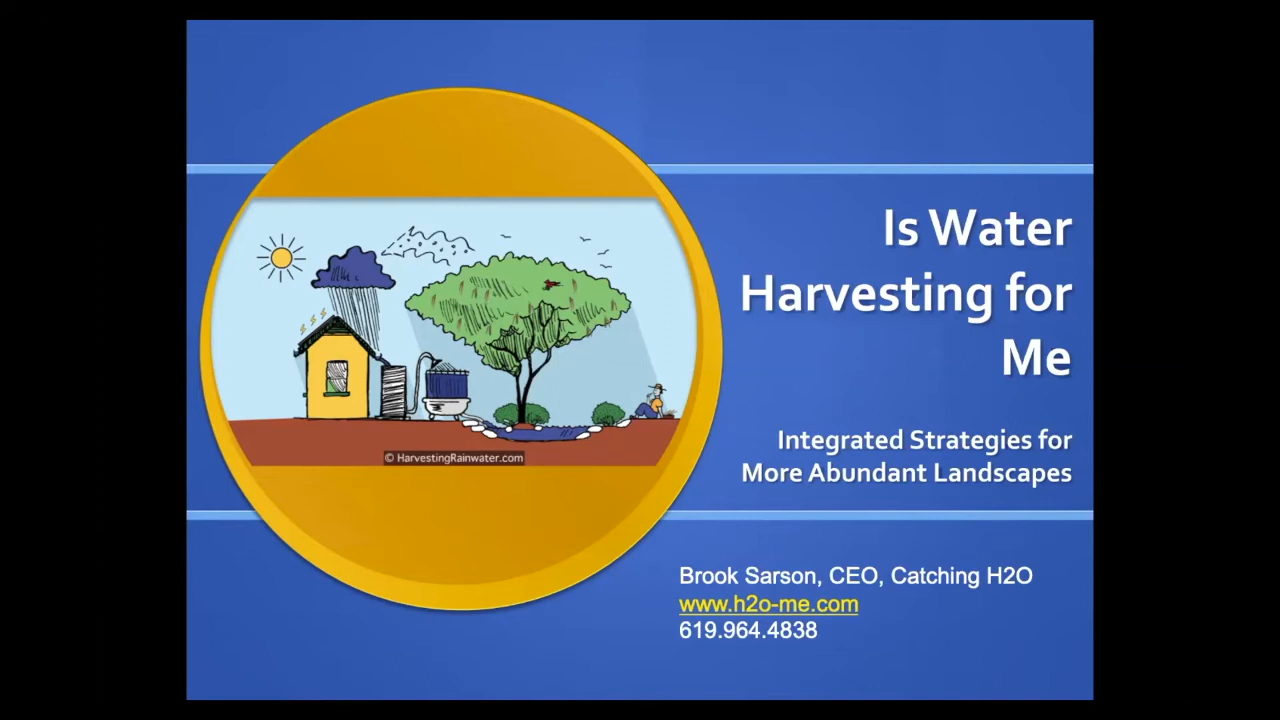 Is Water
Harvesting for
Me
Integrated Strategies for
More Abundant Landscapes
© HarvestingRainwater.com
Brook Sarson, CEO, Catching H2O
www.h2o-me.com
619.964.4838